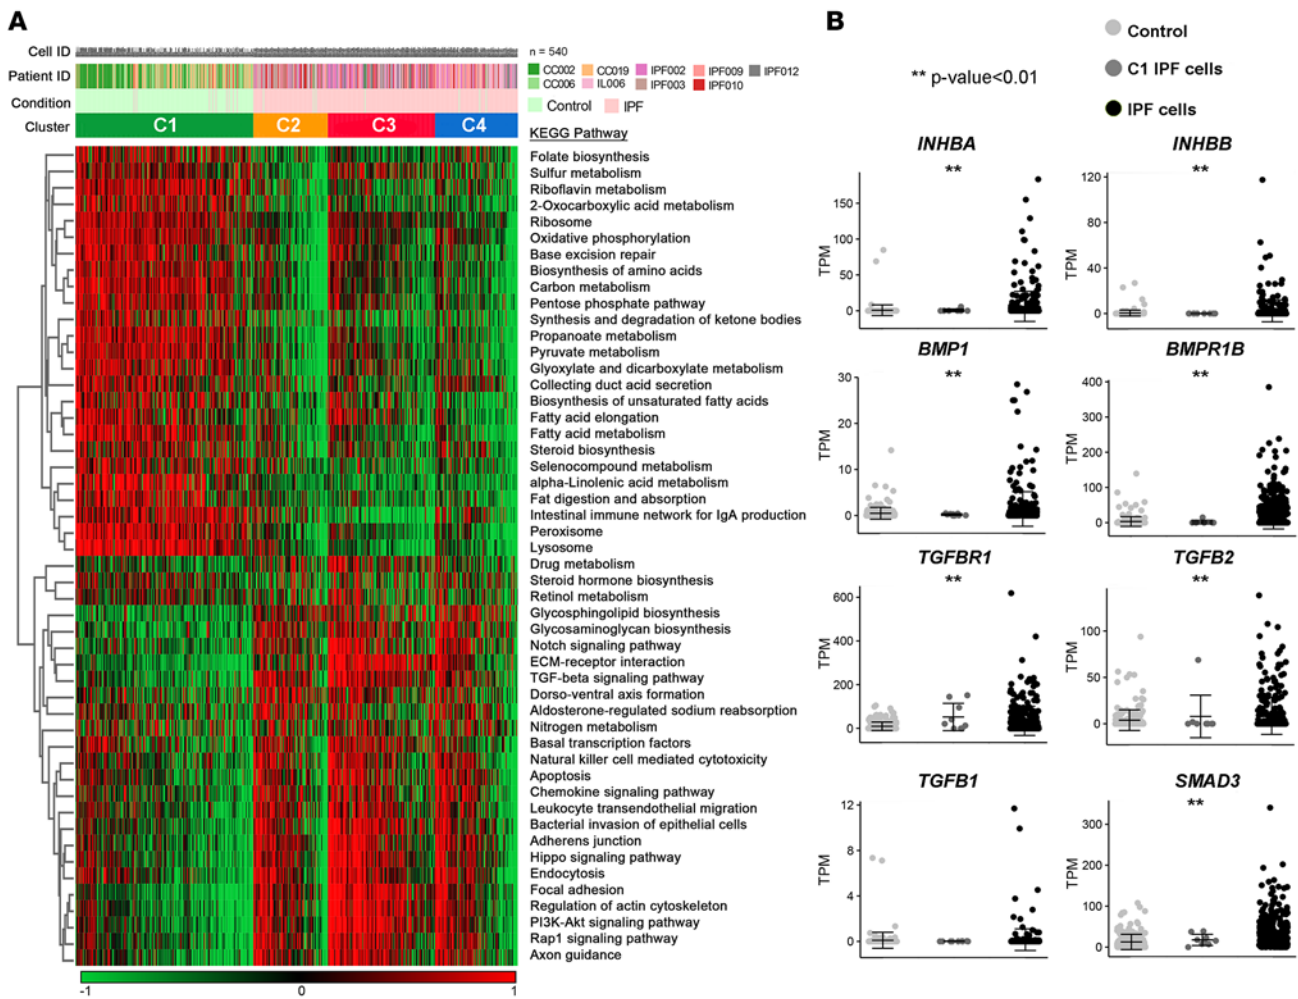 A
Cell ID
n = 540
Patient ID
CC002 CC019 IPF002 IPF009 IPF012
CC006 IL006 IPF003 IPF010
Condition
Control IPF
Cluster
C1 C2 C3 C4
KEGG Pathway
Folate biosynthesis
Sulfur metabolism
Riboflavin metabolism
2-Oxocarboxylic acid metabolism
Ribosome
Oxidative phosphorylation
Base excision repair
Biosynthesis of amino acids
Carbon metabolism
Pentose phosphate pathway
Synthesis and degradation of ketone bodies
Propanoate metabolism
Pyruvate metabolism
Glyoxylate and dicarboxylate metabolism
Collecting duct acid secretion
Biosynthesis of unsaturated fatty acids
Fatty acid elongation
Fatty acid metabolism
Steroid biosynthesis
Selenocompound metabolism
alpha-Linolenic acid metabolism
Fat digestion and absorption
Intestinal immune network for IgA production
Peroxisome
Lysosome
Drug metabolism
Steroid hormone biosynthesis
Retinol metabolism
Glycosphingolipid biosynthesis
Glycosaminoglycan biosynthesis
Notch signaling pathway
ECM-receptor interaction
TGF-beta signaling pathway
Dorso-ventral axis formation
Aldosterone-regulated sodium reabsorption
Nitrogen metabolism
Basal transcription factors
Natural killer cell mediated cytotoxicity
Apoptosis
Chemokine signaling pathway
Leukocyte transendothelial migration
Bacterial invasion of epithelial cells
Adherens junction
Hippo signaling pathway
Endocytosis
Focal adhesion
Regulation of actin cytoskeleton
PI3K-Akt signaling pathway
Rap1 signaling pathway
Axon guidance
-1 0 1
B
Control
C1 IPF cells
IPF cells
** p-value<0.01
INHBA
**
TPM
150
100
50
0
INHBB
**
TPM
120
80
40
0
BMP1
**
TPM
30
20
10
0
BMPR1B
**
TPM
400
300
200
100
0
TGFBR1
**
TPM
600
400
200
0
TGFB2
**
TPM
100
50
0
TGFB1
TPM
12
8
4
0
SMAD3
**
TPM
300
200
100
0